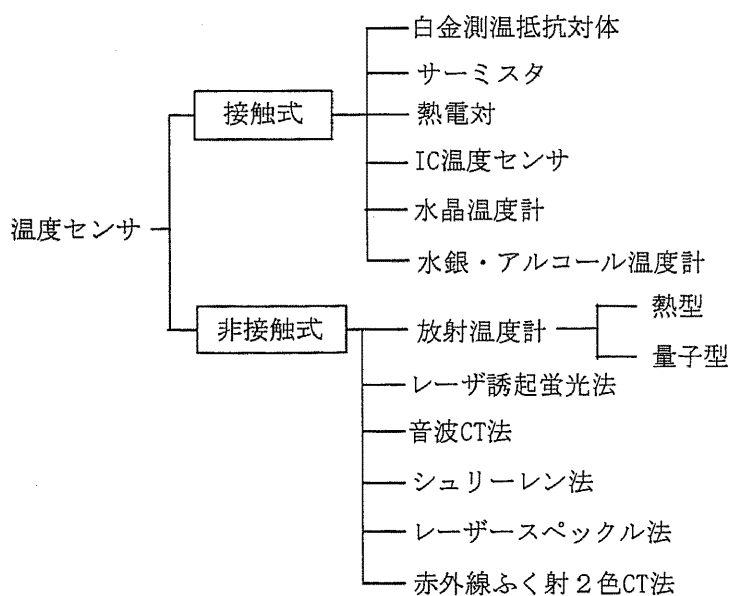 温度センサ
接触式
白金測温抵抗対体
サーミスタ
熱電対
IC温度センサ
水晶温度計
水銀・アルコール温度計
非接触式
放射温度計
熱型
量子型
レーザ誘起蛍光法
音波CT法
シュリーレン法
レーザースペックル法
赤外線ふく射２色CT法